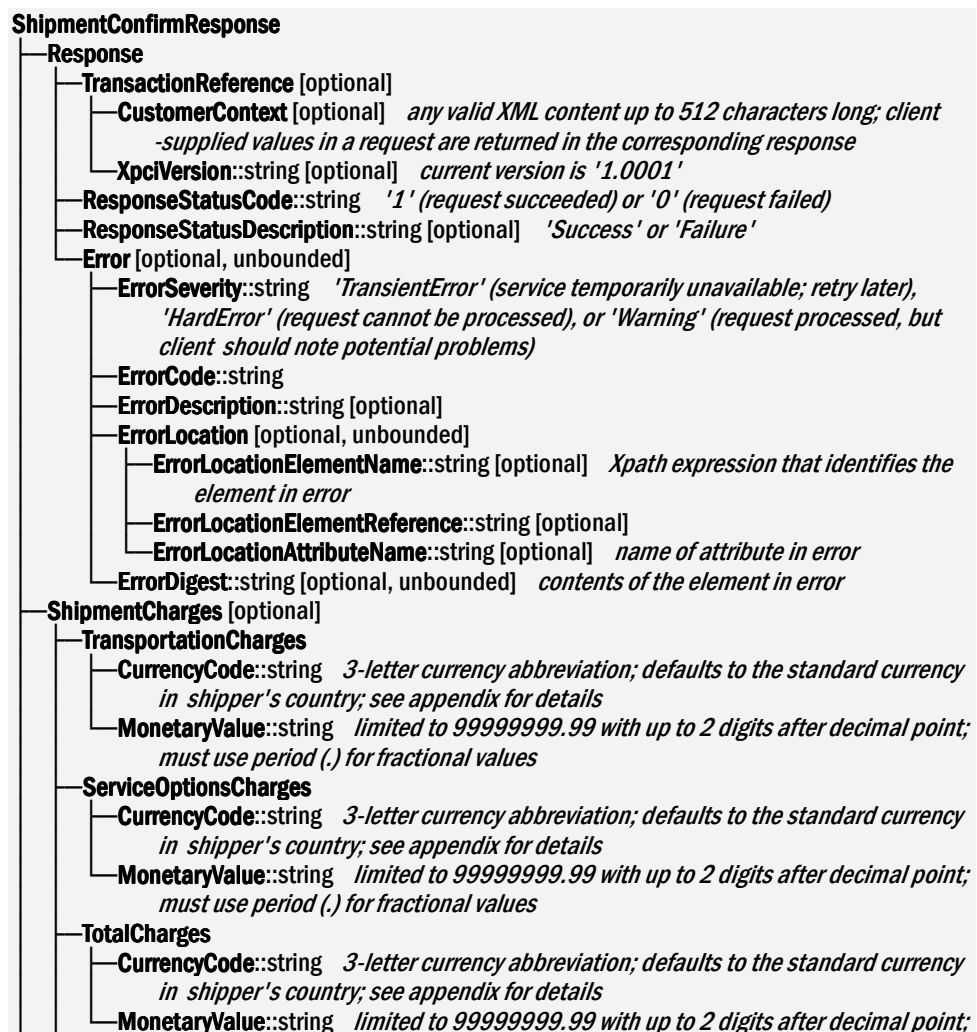 ShipmentConfirmResponse
Response
TransactionReference [optional]
CustomerContext [optional] any valid XML content up to 512 characters long; client
-supplied values in a request are returned in the corresponding response
XpciVersion::string [optional] current version is '1.0001'
ResponseStatusCode::string '1' (request succeeded) or '0' (request failed)
ResponseStatusDescription::string [optional] 'Success' or 'Failure'
Error [optional, unbounded]
ErrorSeverity::string 'TransientError' (service temporarily unavailable; retry later),
'HardError' (request cannot be processed), or 'Warning' (request processed, but
client should note potential problems)
ErrorCode::string
ErrorDescription::string [optional]
ErrorLocation [optional, unbounded]
ErrorLocationElementName::string [optional] Xpath expression that identifies the
element in error
ErrorLocationElementReference::string [optional]
ErrorLocationAttributeName::string [optional] name of attribute in error
ErrorDigest::string [optional, unbounded] contents of the element in error
ShipmentCharges [optional]
TransportationCharges
CurrencyCode::string 3-letter currency abbreviation; defaults to the standard currency
in shipper's country; see appendix for details
MonetaryValue::string limited to 99999999.99 with up to 2 digits after decimal point;
must use period (.) for fractional values
ServiceOptionsCharges
CurrencyCode::string 3-letter currency abbreviation; defaults to the standard currency
in shipper's country; see appendix for details
MonetaryValue::string limited to 99999999.99 with up to 2 digits after decimal point;
must use period (.) for fractional values
TotalCharges
CurrencyCode::string 3-letter currency abbreviation; defaults to the standard currency
in shipper's country; see appendix for details
MonetaryValue::string limited to 99999999.99 with up to 2 digits after decimal point;